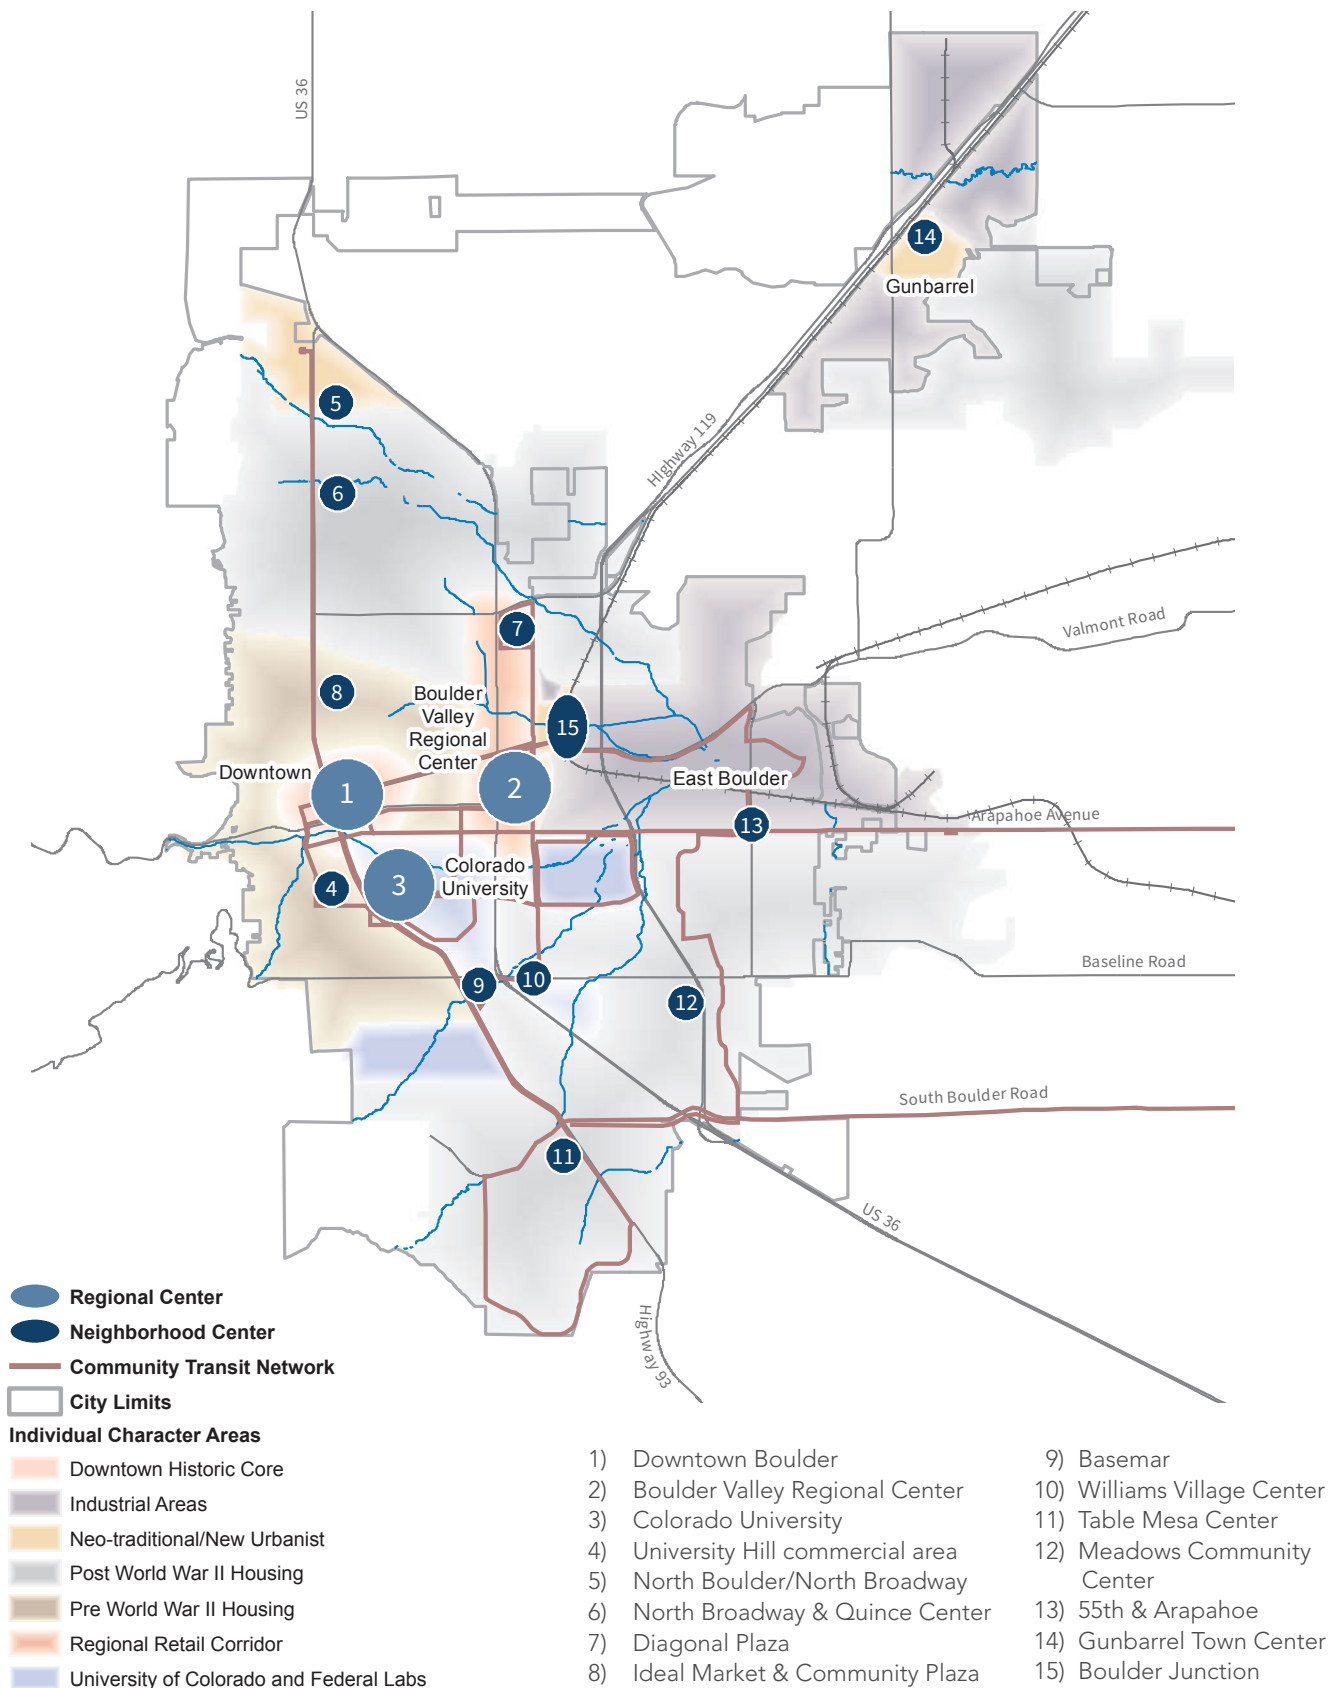 US 36
14
Gunbarrel
5
Highway 119
6
7
Valmont Road
8
Boulder
Valley
Regional
Center
15
Downtown
1
2
East Boulder
13
Arapahoe Avenue
Colorado
University
3
4
Baseline Road
9
10
12
South Boulder Road
11
US 36
Highway 93
Regional Center
Neighborhood Center
Community Transit Network
City Limits
Individual Character Areas
Downtown Historic Core
Industrial Areas
Neo-traditional/New Urbanist
Post World War II Housing
Pre World War II Housing
Regional Retail Corridor
University of Colorado and Federal Labs
1) Downtown Boulder
2) Boulder Valley Regional Center
3) Colorado University
4) University Hill commercial area
5) North Boulder/North Broadway
6) North Broadway & Quince Center
7) Diagonal Plaza
8) Ideal Market & Community Plaza
9) Basemar
10) Williams Village Center
11) Table Mesa Center
12) Meadows Community
Center
13) 55th & Arapahoe
14) Gunbarrel Town Center
15) Boulder Junction